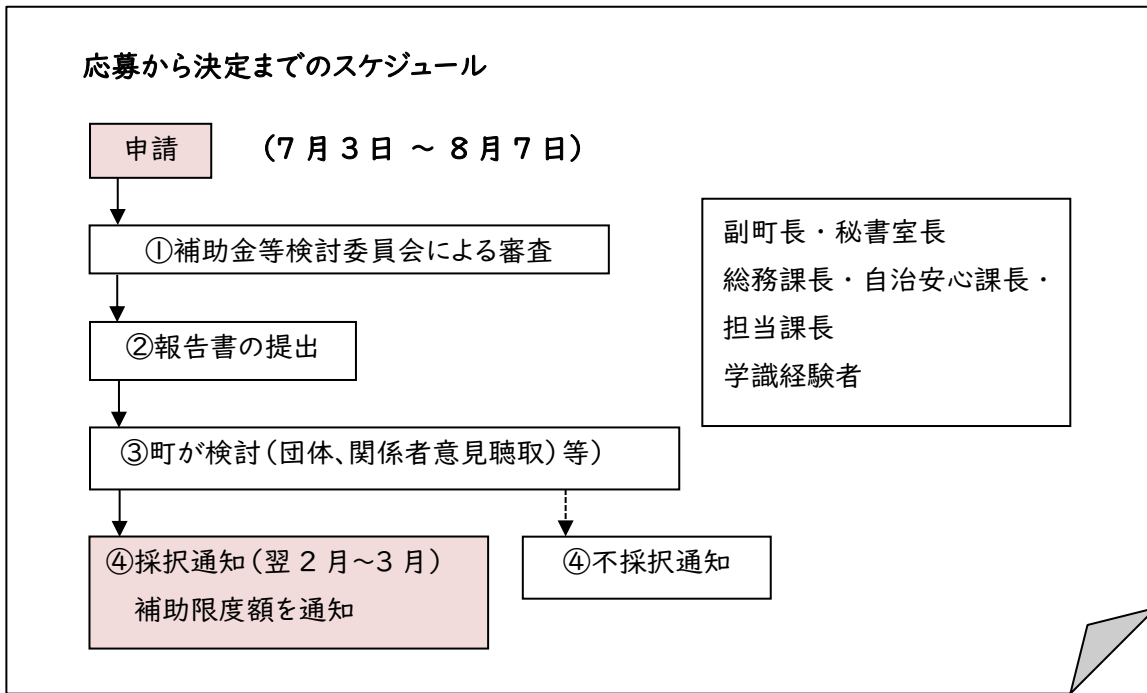 応募から決定までのスケジュール
申請 (7月3日 ~ 8月7日)
①補助金等検討委員会による審査
②報告書の提出
③町が検討(団体、関係者意見聴取)等)
④採択通知(翌2月~3月)
補助限度額を通知
④不採択通知
副町長・秘書室長
総務課長・自治安心課長・
担当課長
学識経験者